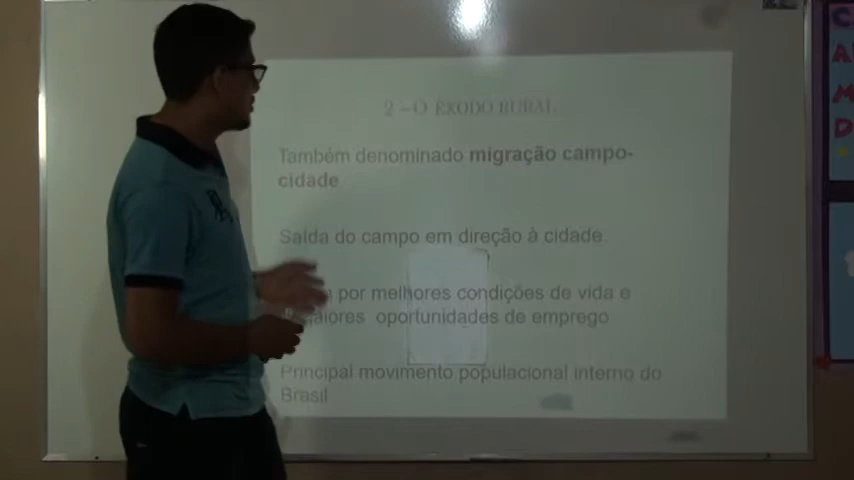 2 – O ÊXODO RURAL
Também denominado migração campo-
cidade
Saída do campo em direção à cidade.
por melhores condições de vida e
maiores oportunidades de emprego
Principal movimento populacional interno do
Brasil